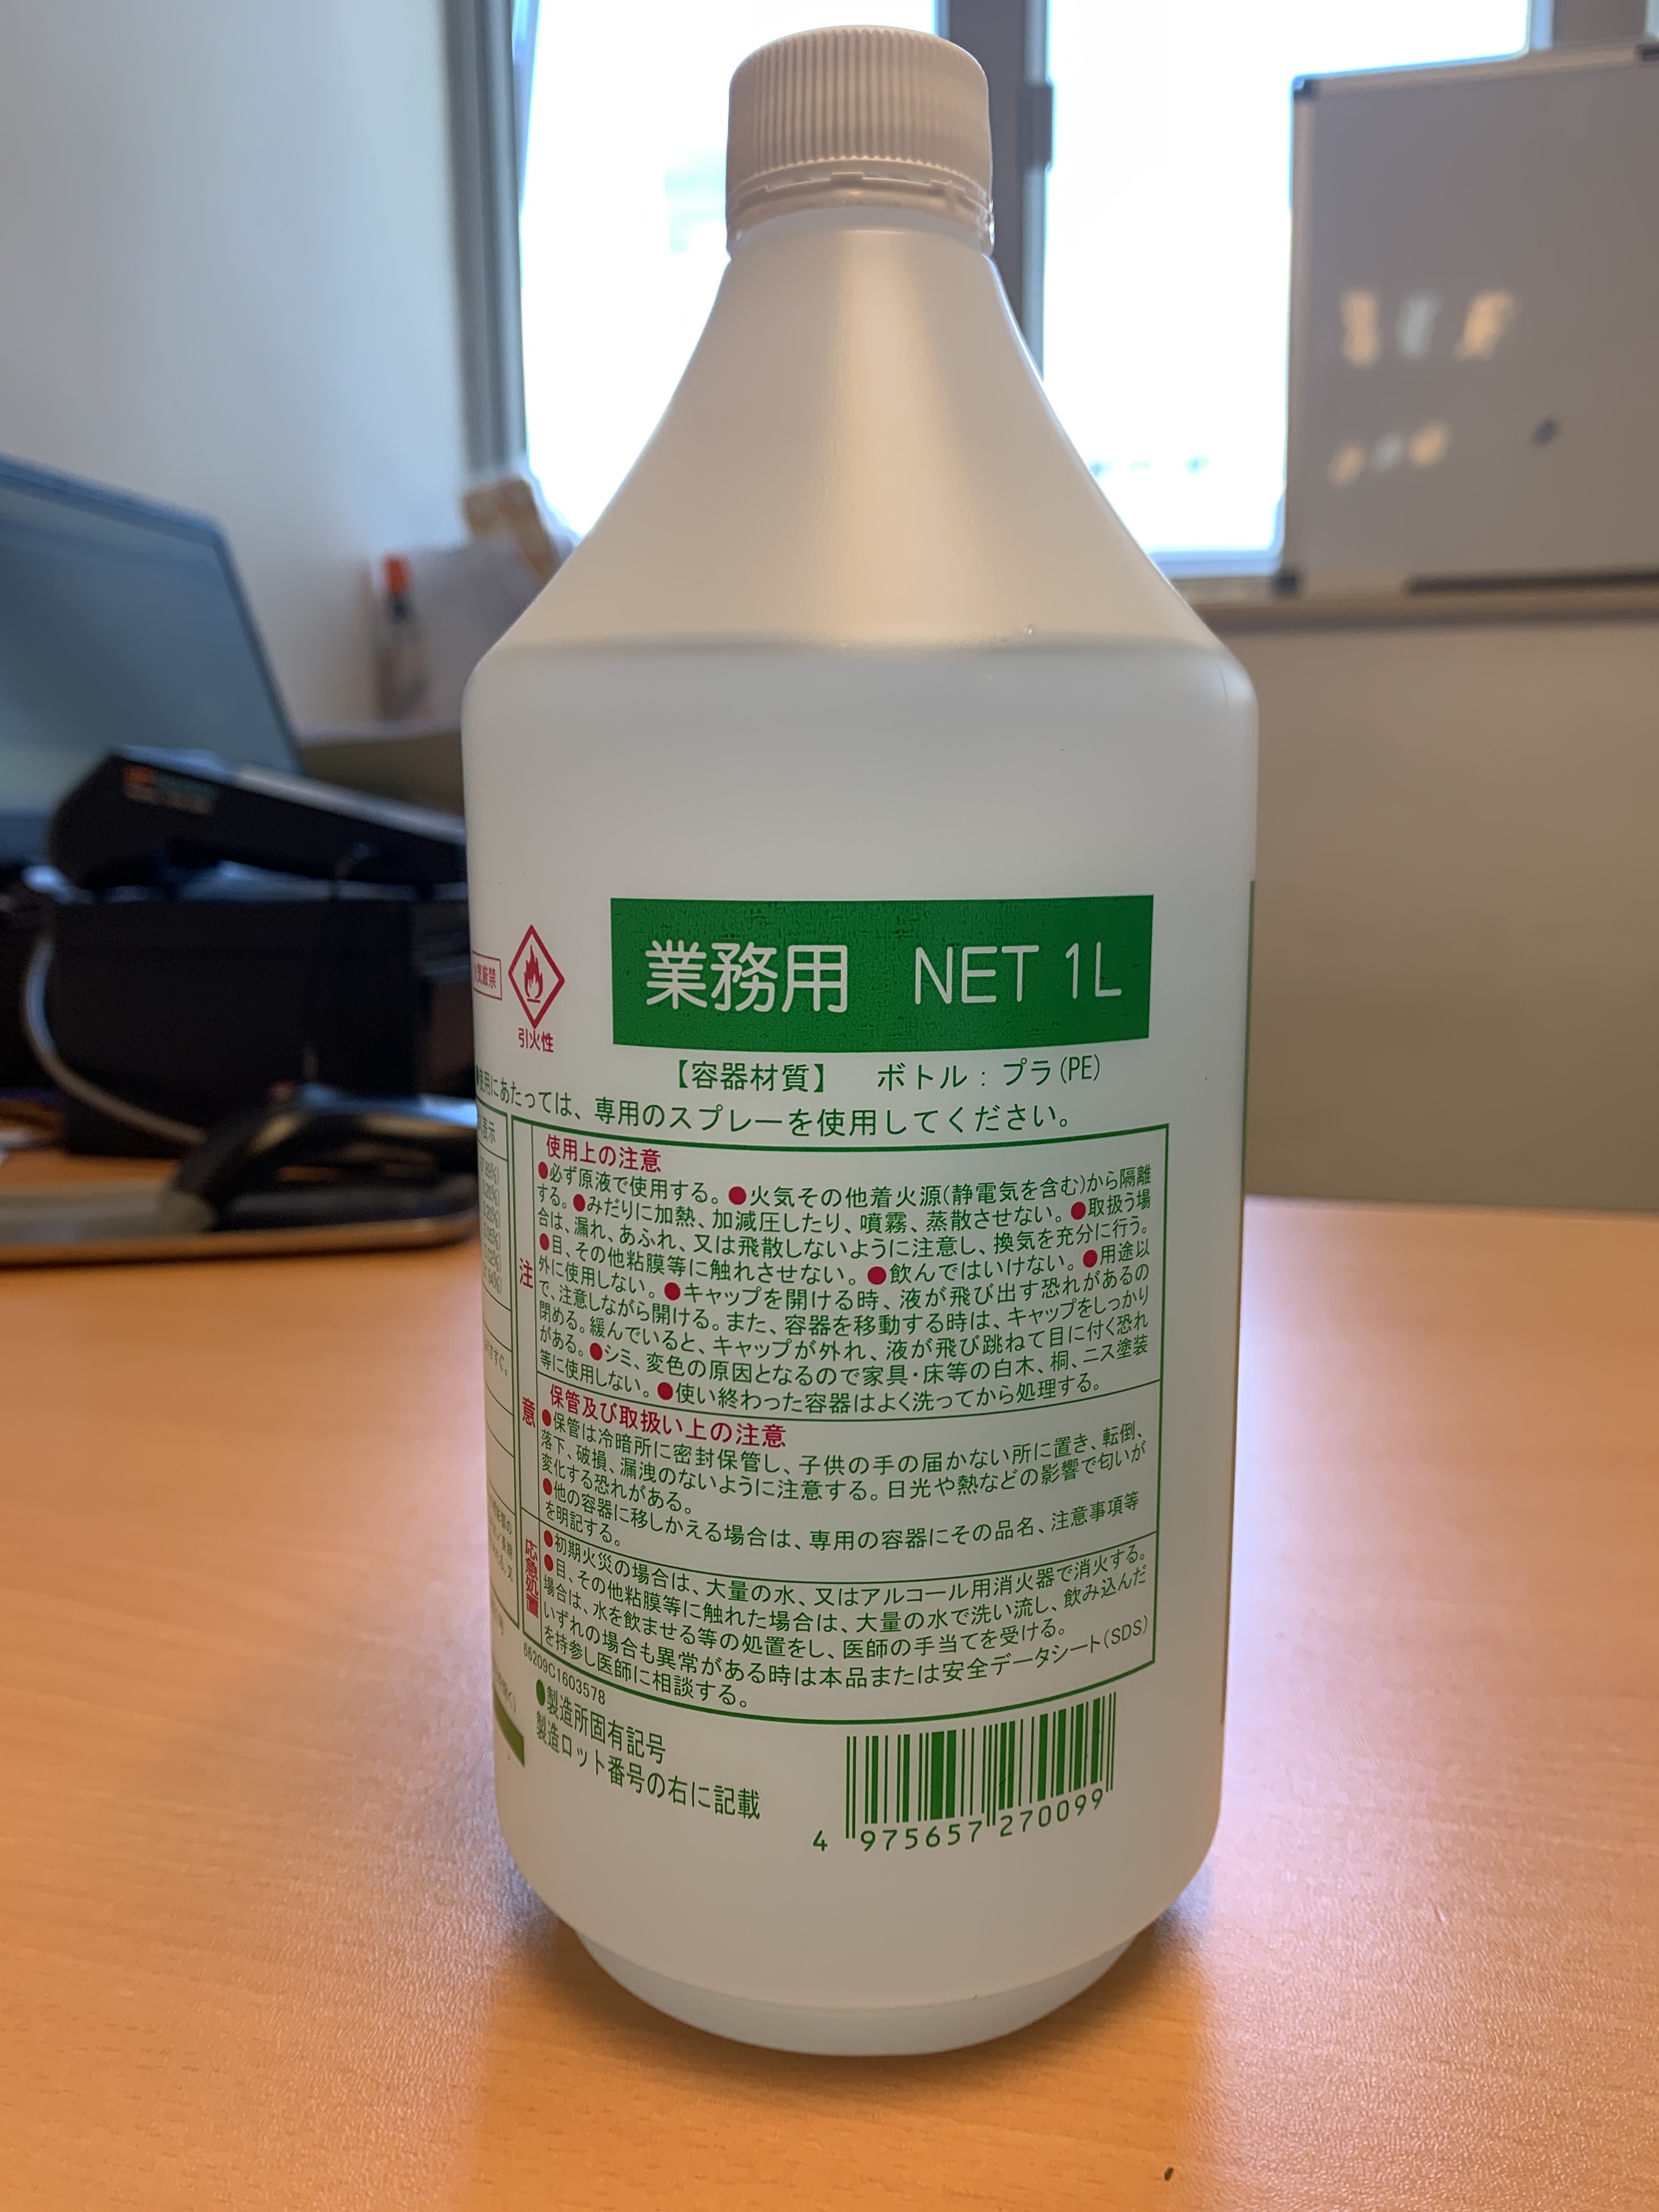 業務用 NET 1L
気厳禁
引火性
【容器材質】 ボトル:プラ(PE)
使用にあたっては、専用のスプレーを使用してください。
表示
注意
使用上の注意
●必ず原液で使用する。●火気その他着火源(静電気を含む)から隔離
する。●みだりに加熱、加減圧したり、噴霧、蒸散させない。●取扱う場
合は、漏れ、あふれ、又は飛散しないように注意し、換気を充分に行う。
●目、その他粘膜等に触れさせない。●飲んではいけない。●用途以
外に使用しない。●キャップを開ける時、液が飛び出す恐れがあるの
で、注意しながら開ける。また、容器を移動する時は、キャップをしっかり
閉める。緩んでいると、キャップが外れ、液が飛び跳ねて目に付く恐れ
がある。●シミ、変色の原因となるので家具・床等の白木、桐、ニス塗装
等に使用しない。●使い終わった容器はよく洗ってから処理する。
保管及び取扱い上の注意
●保管は冷暗所に密封保管し、子供の手の届かない所に置き、転倒、
落下、破損、漏洩のないように注意する。日光や熱などの影響で匂いが
変化する恐れがある。
●他の容器に移しかえる場合は、専用の容器にその品名、注意事項等
を明記する。
応急処置
●初期火災の場合は、大量の水、又はアルコール用消火器で消火する。
●目、その他粘膜等に触れた場合は、大量の水で洗い流し、飲み込んだ
場合は、水を飲ませる等の処置をし、医師の手当てを受ける。
いずれの場合も異常がある時は本品または安全データシート(SDS)
を持参し医師に相談する。
66209C1603578
●製造所固有記号
製造ロット番号の右に記載
4 975657 270099